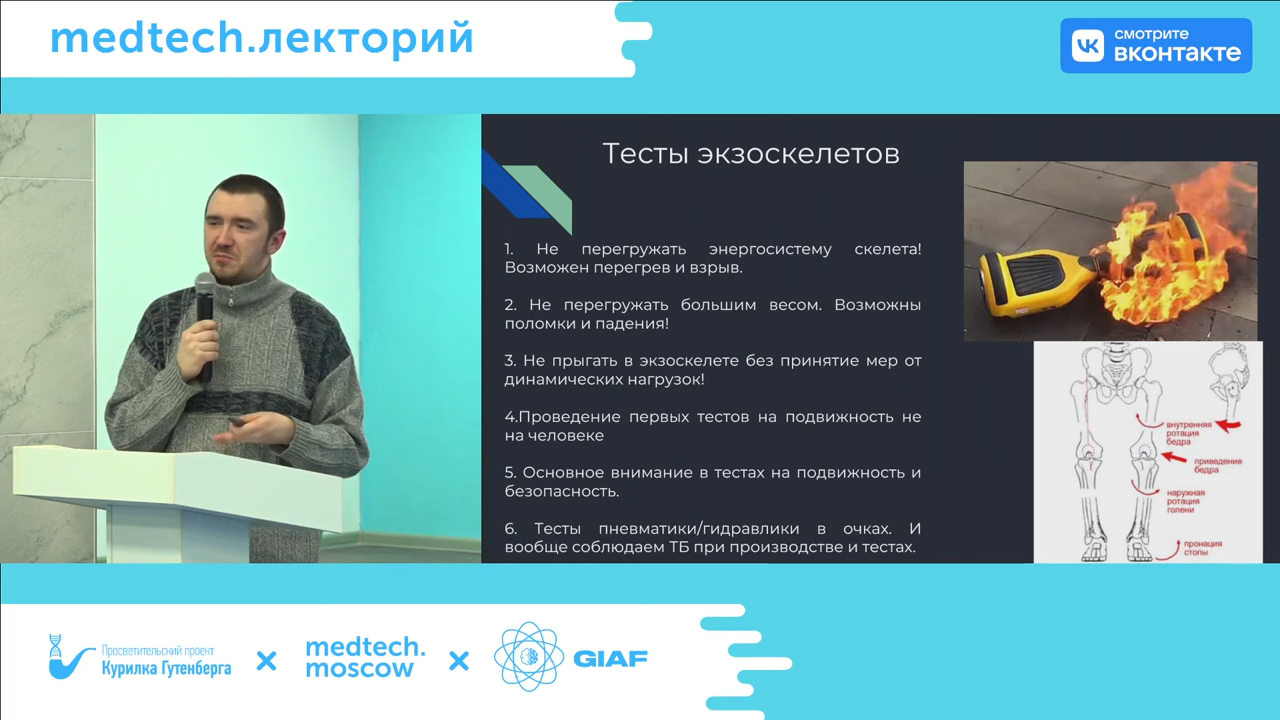 medtech.лекторий
смотрите
вконтакте
Тесты экзоскелетов
1. Не перегружать энергосистему скелета!
Возможен перегрев и взрыв.
2. Не перегружать большим весом. Возможны
поломки и падения!
3. Не прыгать в экзоскелете без принятие мер от
динамических нагрузок!
4.Проведение первых тестов на подвижность не
на человеке
5. Основное внимание в тестах на подвижность и
безопасность.
6. Тесты пневматики/гидравлики в очках. И
вообще соблюдаем ТБ при производстве и тестах.
внутренняя
ротация
бедра
приведение
бедра
наружная
ротация
голени
пронация
стопы
Просветительский проект
Курилка Гутенберга
×
medtech.
moscow
×
GIAF